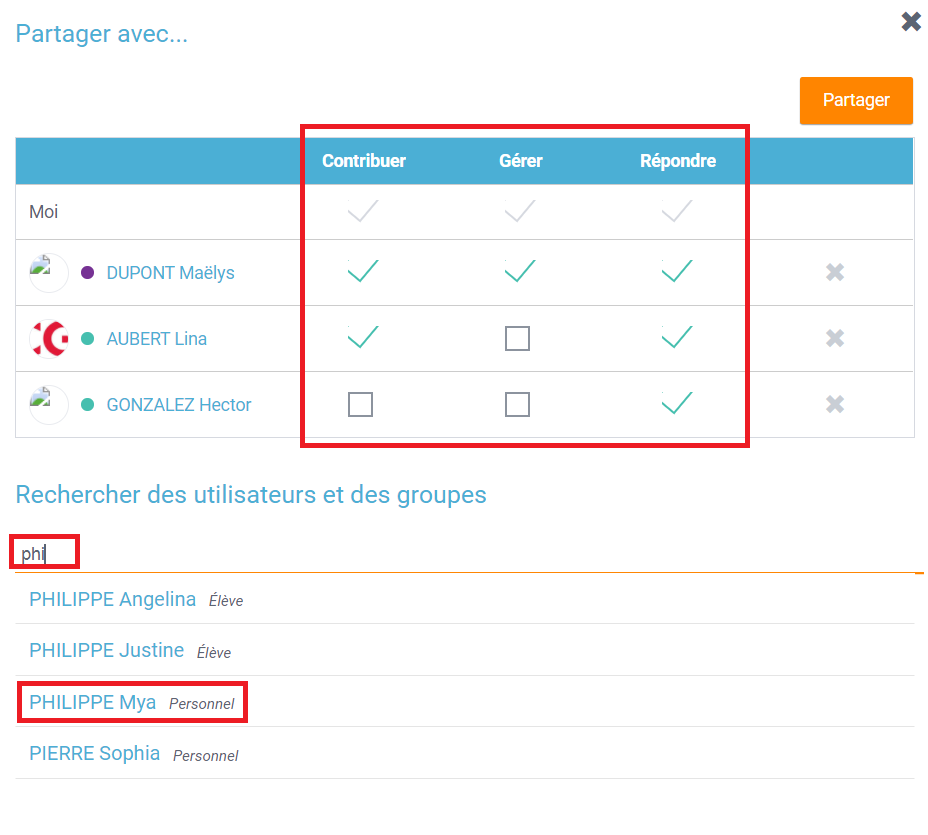 Partager avec...
Partager
Contribuer Gérer Répondre
Moi
DUPONT Maëlys
AUBERT Lina
GONZALEZ Hector
Rechercher des utilisateurs et des groupes
phi
PHILIPPE Angelina Élève
PHILIPPE Justine Élève
PHILIPPE Mya Personnel
PIERRE Sophia Personnel